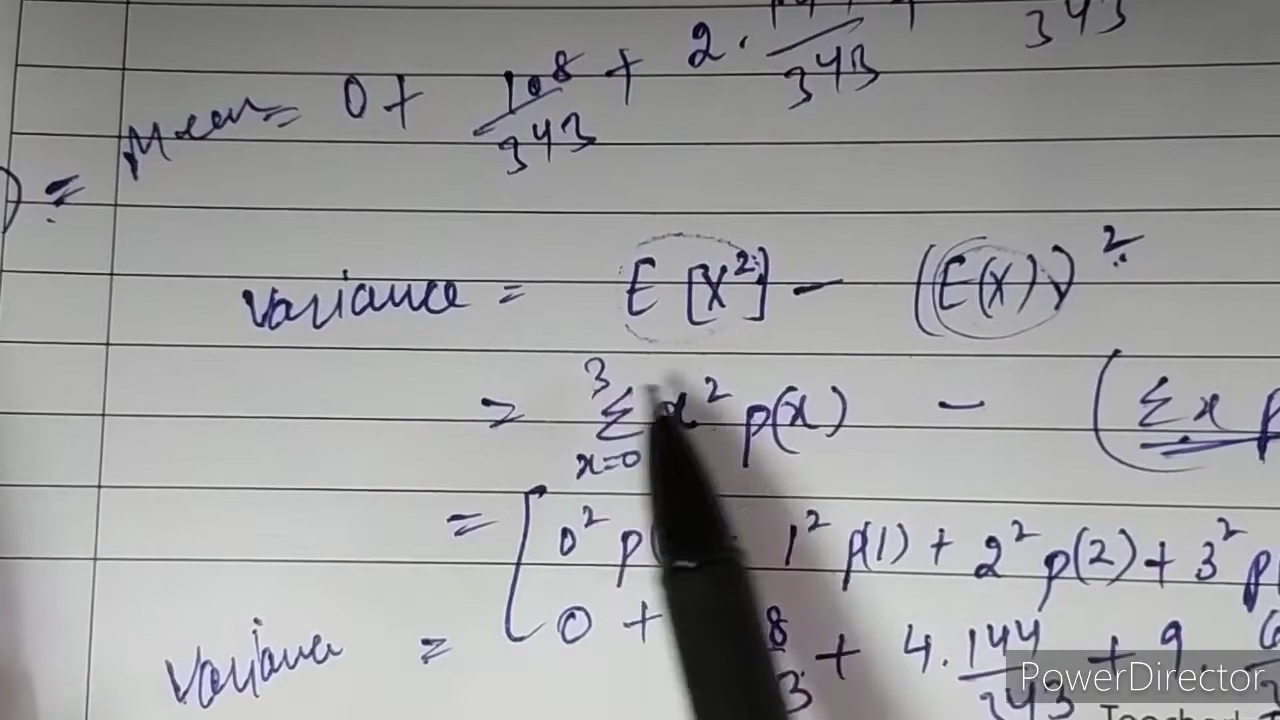 343
Mean = 0 + 108/343 + 2 · /343
) =
Variance = E[X²] - (E(X))²
= 3 Σ x=0 x² p(x) - (Σx p
= [ 0² p( 1² p(1) + 2² p(2) + 3² p
Variance = 0 + 8/3 + 4.144/343 + 9.
PowerDirector